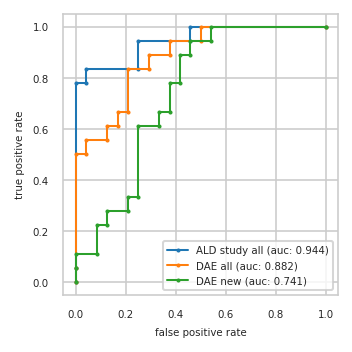 1.0
0.8
0.6
0.4
0.2
0.0
true positive rate
ALD study all (auc: 0.944)
DAE all (auc: 0.882)
DAE new (auc: 0.741)
0.0 0.2 0.4 0.6 0.8 1.0
false positive rate